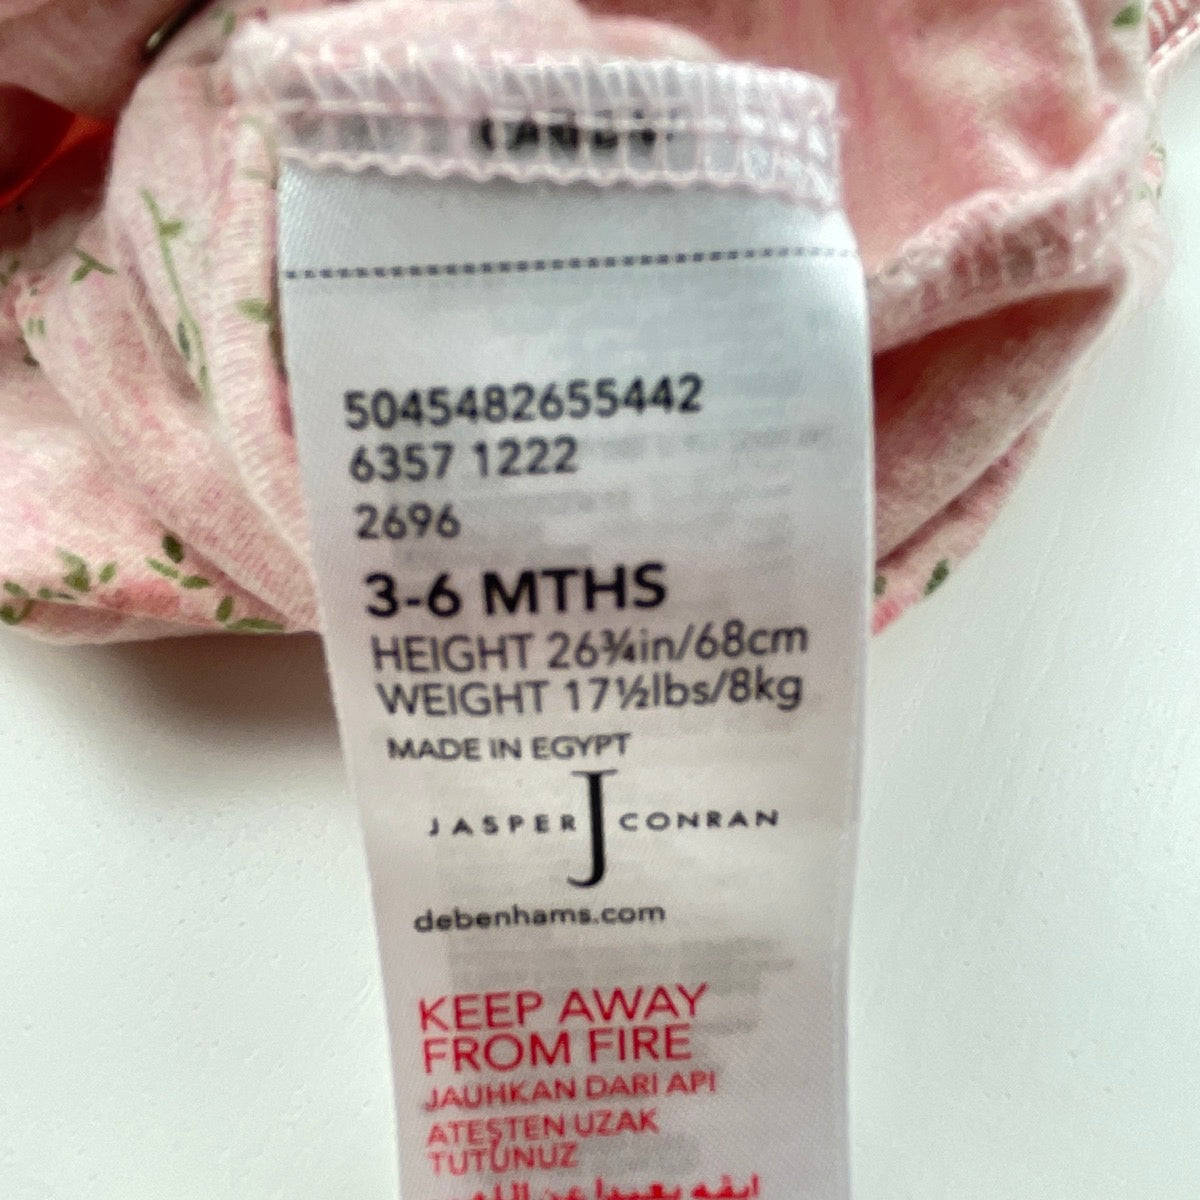 5045482655442
6357 1222
2696
3-6 MTHS
HEIGHT 26¾in/68cm
WEIGHT 17½lbs/8kg
MADE IN EGYPT
JASPER J CONRAN
debenhams.com
KEEP AWAY
FROM FIRE
JAUHKAN DARI API
ATEŞTEN UZAK
TUTUNUZ